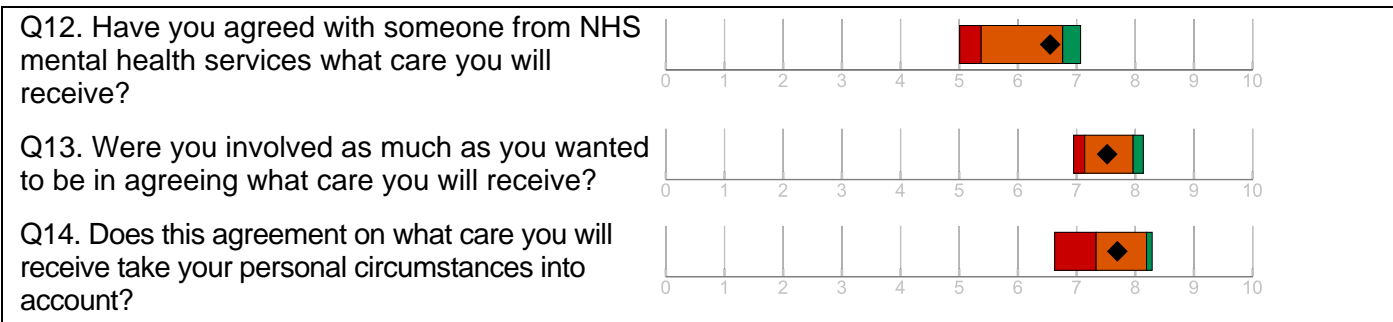 Q12. Have you agreed with someone from NHS
mental health services what care you will
receive?
0 1 2 3 4 5 6 7 8 9 10
Q13. Were you involved as much as you wanted
to be in agreeing what care you will receive?
0 1 2 3 4 5 6 7 8 9 10
Q14. Does this agreement on what care you will
receive take your personal circumstances into
account?
0 1 2 3 4 5 6 7 8 9 10